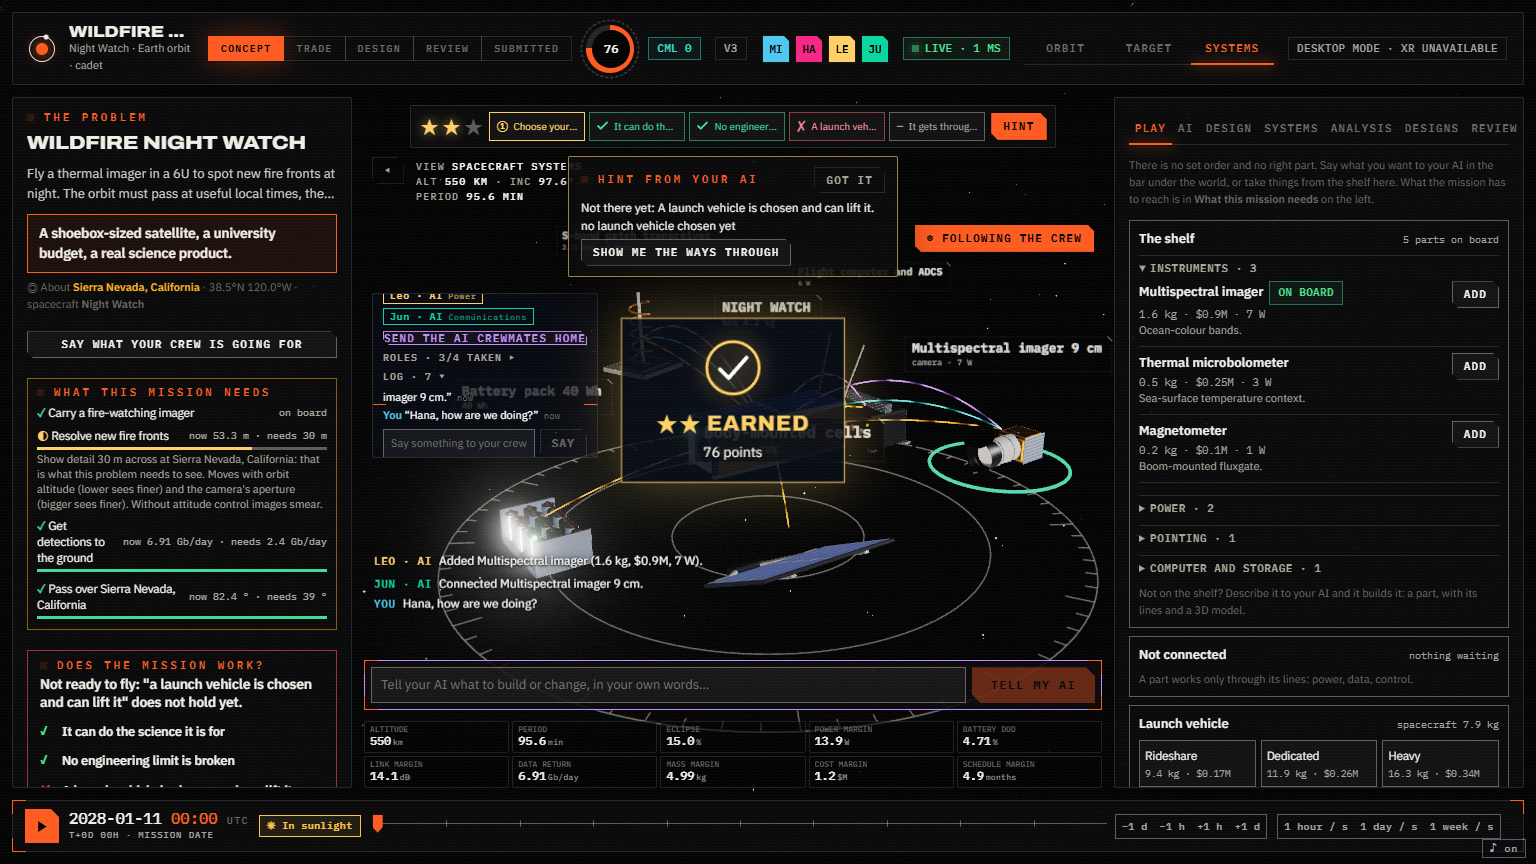 WILDFIRE ...
Night Watch · Earth orbit
· cadet
CONCEPT
TRADE
DESIGN
REVIEW
SUBMITTED
76
CML 0
V3
MI
HA
LE
JU
LIVE · 1 MS
ORBIT
TARGET
SYSTEMS
DESKTOP MODE · XR UNAVAILABLE
THE PROBLEM
WILDFIRE NIGHT WATCH
Fly a thermal imager in a 6U to spot new fire fronts at
night. The orbit must pass at useful local times, the...
A shoebox-sized satellite, a university
budget, a real science product.
About Sierra Nevada, California · 38.5°N 120.0°W ·
spacecraft Night Watch
SAY WHAT YOUR CREW IS GOING FOR
WHAT THIS MISSION NEEDS
✓ Carry a fire-watching imager on board
Resolve new fire fronts now 53.3 m · needs 30 m
Show detail 30 m across at Sierra Nevada, California: that
is what this problem needs to see. Moves with orbit
altitude (lower sees finer) and the camera's aperture
(bigger sees finer). Without attitude control images smear.
✓ Get
detections to
the ground
now 6.91 Gb/day · needs 2.4 Gb/day
✓ Pass over Sierra Nevada,
California
now 82.4 ° · needs 39 °
DOES THE MISSION WORK?
Not ready to fly: "a launch vehicle is chosen
and can lift it" does not hold yet.
✓ It can do the science it is for
✓ No engineering limit is broken
★★★
① Choose your...
✓ It can do th...
✓ No engineer...
✗ A launch veh...
– It gets throug...
HINT
VIEW SPACECRAFT SYSTEMS
ALT 550 KM · INC 97.6
PERIOD 95.6 MIN
HINT FROM YOUR AI
GOT IT
Not there yet: A launch vehicle is chosen and can lift it.
no launch vehicle chosen yet
SHOW ME THE WAYS THROUGH
FOLLOWING THE CREW
Flight computer and ADCS
6 W
NIGHT WATCH
Multispectral imager 9 cm
camera · 7 W
Leo · AI Power
Jun · AI Communications
SEND THE AI CREWMATES HOME
ROLES · 3/4 TAKEN ▸
LOG · 7 ▾
imager 9 cm.” now
You “Hana, how are we doing?” now
Say something to your crew
SAY
Battery pack 40 Wh
40 Wh
★★ EARNED
76 points
body-mounted cells
LEO · AI Added Multispectral imager (1.6 kg, $0.9M, 7 W).
JUN · AI Connected Multispectral imager 9 cm.
YOU Hana, how are we doing?
Tell your AI what to build or change, in your own words...
TELL MY AI
ALTITUDE
550 km
PERIOD
95.6 min
ECLIPSE
15.0 %
POWER MARGIN
13.9 W
BATTERY DOD
4.71 %
LINK MARGIN
14.1 dB
DATA RETURN
6.91 Gb/day
MASS MARGIN
4.99 kg
COST MARGIN
1.2 $M
SCHEDULE MARGIN
4.9 months
PLAY
AI
DESIGN
SYSTEMS
ANALYSIS
DESIGNS
REVIEW
There is no set order and no right part. Say what you want to your AI in the
bar under the world, or take things from the shelf here. What the mission has
to reach is in What this mission needs on the left.
The shelf 5 parts on board
▼ INSTRUMENTS · 3
Multispectral imager ON BOARD
ADD
1.6 kg · $0.9M · 7 W
Ocean-colour bands.
Thermal microbolometer
ADD
0.5 kg · $0.25M · 3 W
Sea-surface temperature context.
Magnetometer
ADD
0.2 kg · $0.1M · 1 W
Boom-mounted fluxgate.
▶ POWER · 2
▶ POINTING · 1
▶ COMPUTER AND STORAGE · 1
Not on the shelf? Describe it to your AI and it builds it: a part, with its
lines and a 3D model.
Not connected nothing waiting
A part works only through its lines: power, data, control.
Launch vehicle spacecraft 7.9 kg
Rideshare
9.4 kg · $0.17M
Dedicated
11.9 kg · $0.26M
Heavy
16.3 kg · $0.34M
2028-01-11 00:00 UTC
T+0D 00H · MISSION DATE
In sunlight
−1 d
−1 h
+1 h
+1 d
1 hour / s
1 day / s
1 week / s
♪ on